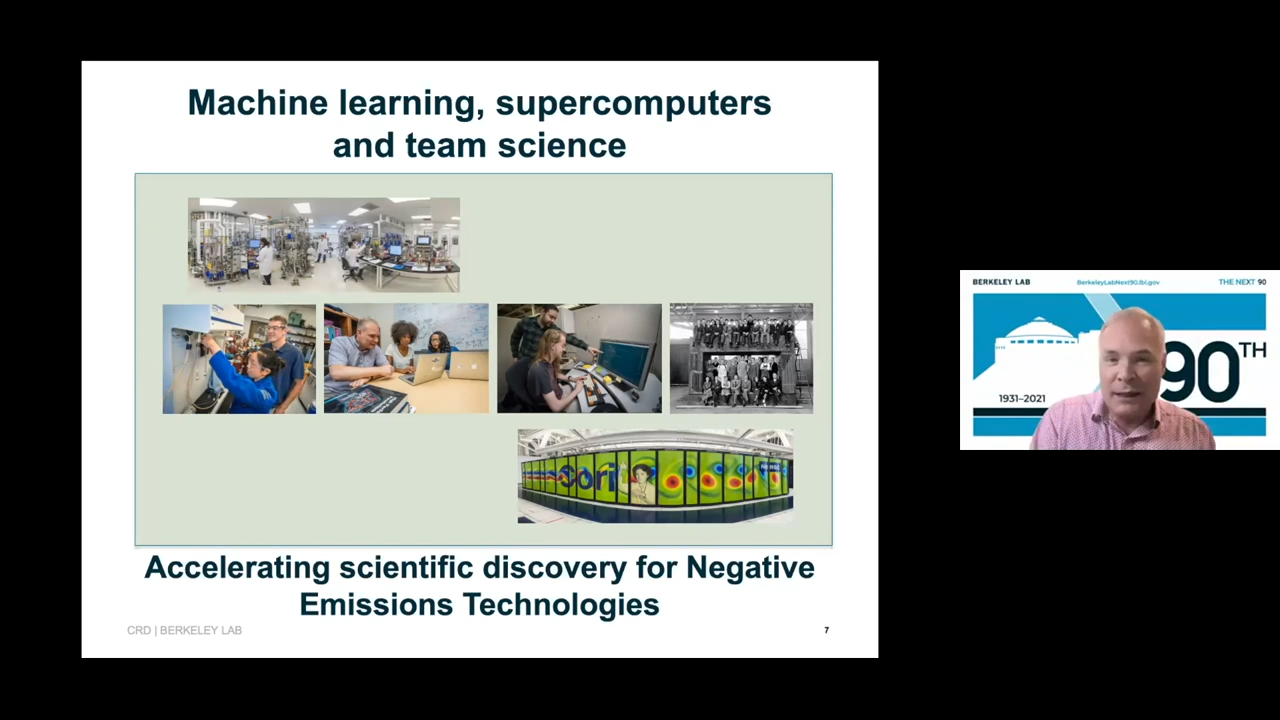 Machine learning, supercomputers
and team science
cori
Accelerating scientific discovery for Negative
Emissions Technologies
CRD | BERKELEY LAB
7
BERKELEY LAB
BerkeleyLabNext90.lbl.gov
THE NEXT 90
90TH
1931–2021